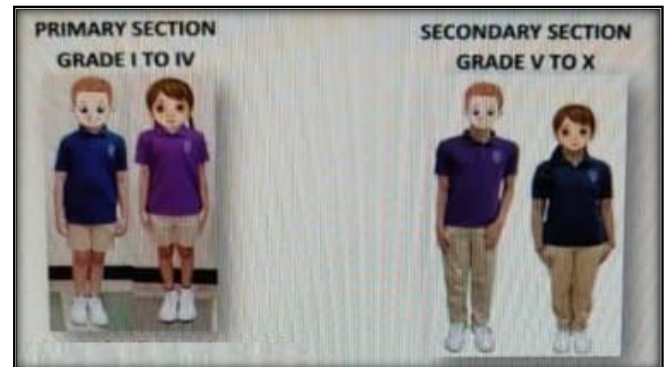 PRIMARY SECTION
GRADE I TO IV
SECONDARY SECTION
GRADE V TO X